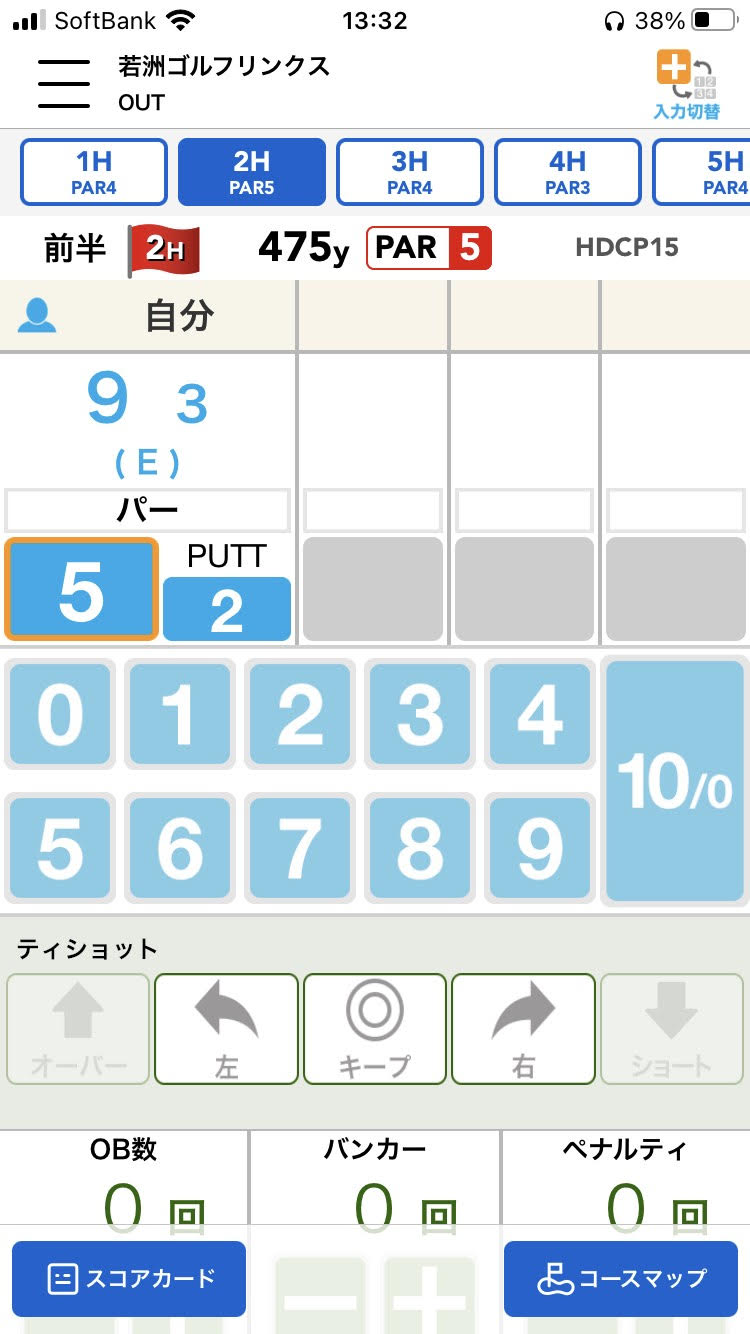 SoftBank 13:32 38%
若洲ゴルフリンクス
OUT
入力切替
1H 2H 3H 4H 5H
PAR4 PAR5 PAR4 PAR3 PAR4
前半 2H 475y PAR 5 HDCP15
自分
9 3
(E)
パー
5 PUTT 2
0 1 2 3 4
10/0
5 6 7 8 9
ティショット
オーバー 左 キープ 右 ショート
OB数 バンカー ペナルティ
0回 0回 0回
スコアカード コースマップ